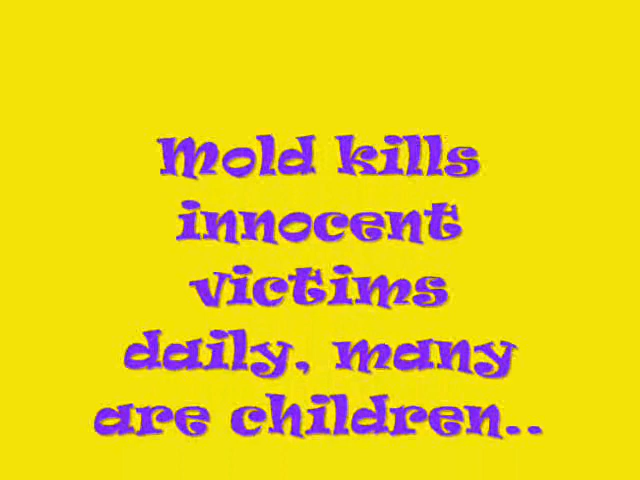 Mold kills
innocent
victims
daily, many
are children..